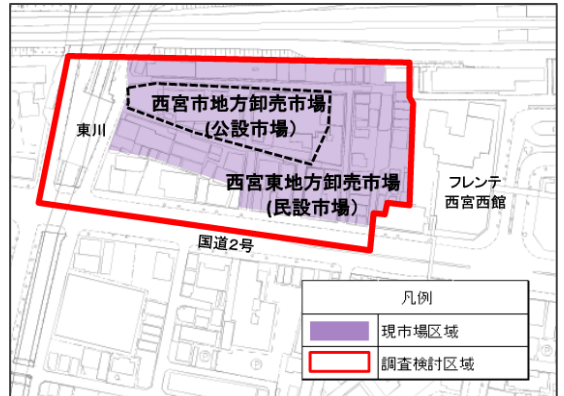 西宮市地方卸売市場
(公設市場)
東川
西宮東地方卸売市場
(民設市場)
フレンテ
西宮西館
国道2号
凡例
現市場区域
調査検討区域